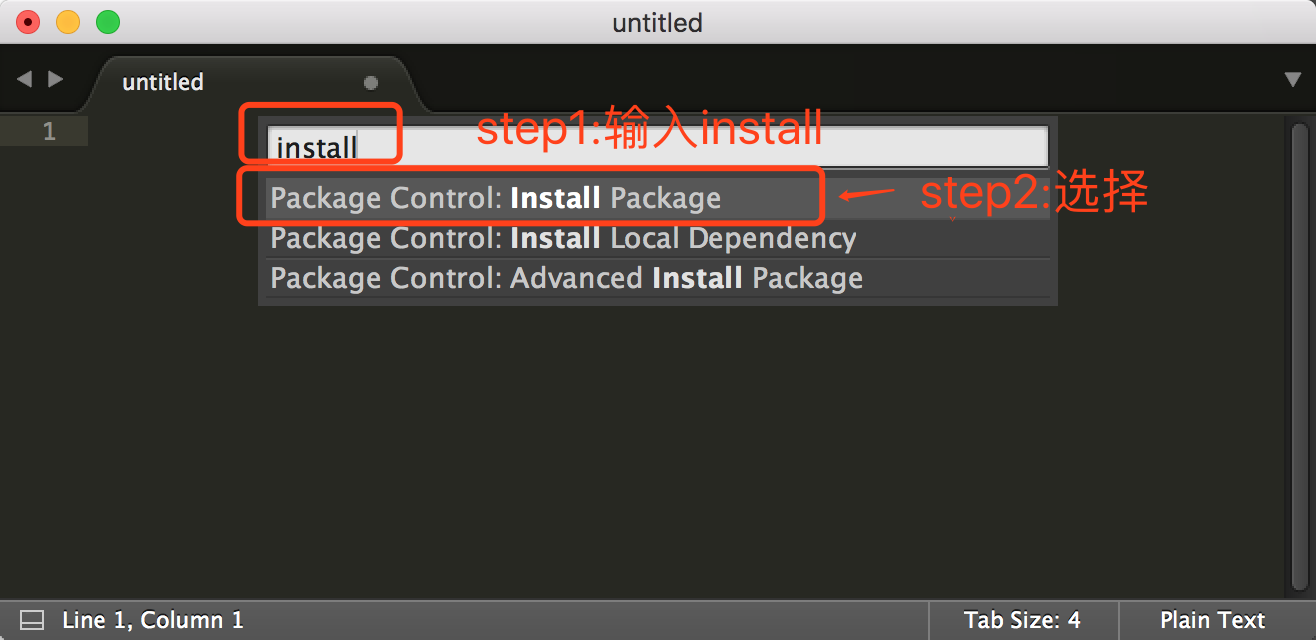 untitled
untitled
1
install
step1:输入install
Package Control: Install Package
step2:选择
Package Control: Install Local Dependency
Package Control: Advanced Install Package
Line 1, Column 1
Tab Size: 4
Plain Text